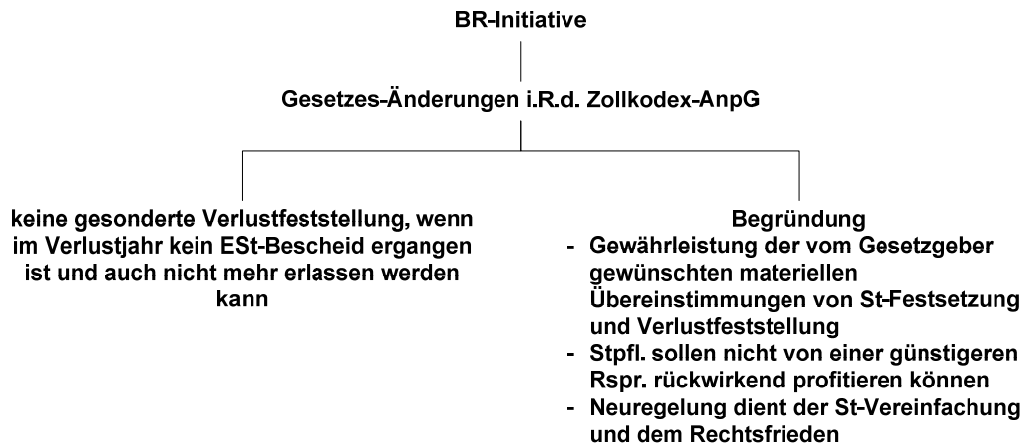 BR-Initiative
Gesetzes-Änderungen i.R.d. Zollkodex-AnpG
keine gesonderte Verlustfeststellung, wenn
im Verlustjahr kein ESt-Bescheid ergangen
ist und auch nicht mehr erlassen werden
kann
Begründung
- Gewährleistung der vom Gesetzgeber
gewünschten materiellen
Übereinstimmungen von St-Festsetzung
und Verlustfeststellung
- Stpfl. sollen nicht von einer günstigeren
Rspr. rückwirkend profitieren können
- Neuregelung dient der St-Vereinfachung
und dem Rechtsfrieden